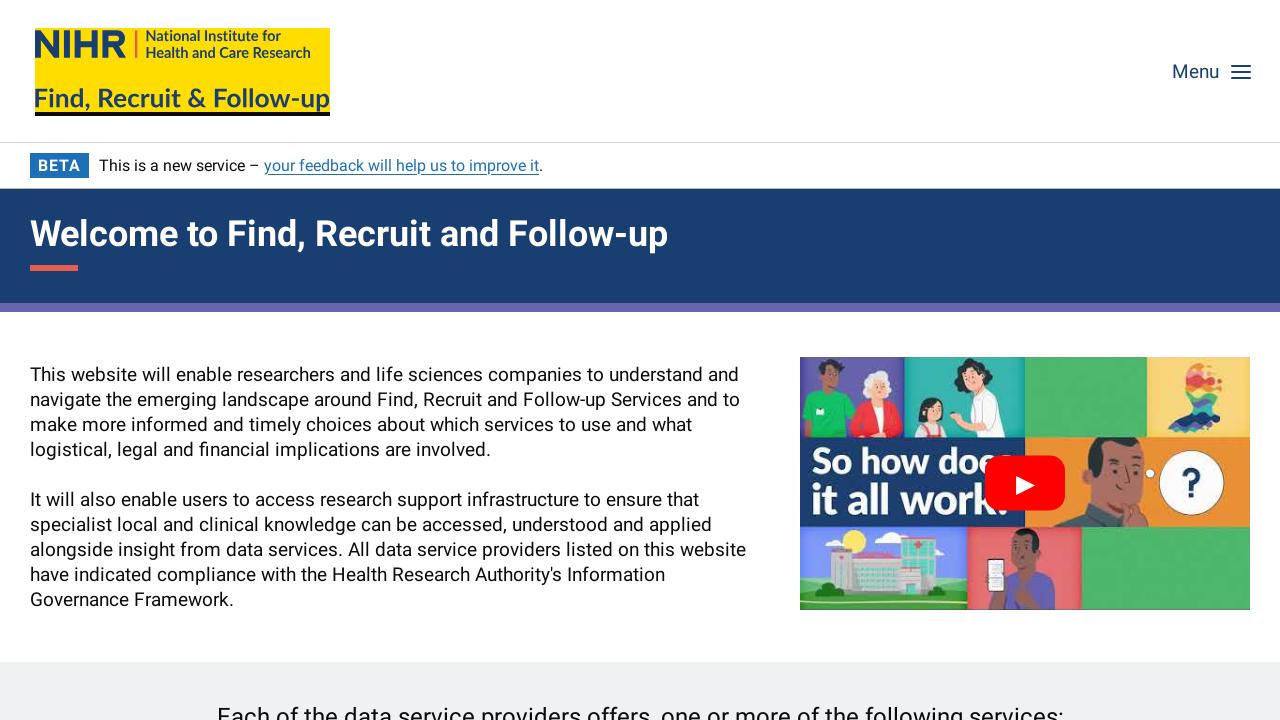 NIHR | National Institute for
Health and Care Research
Find, Recruit & Follow-up
Menu
BETA This is a new service – your feedback will help us to improve it.
Welcome to Find, Recruit and Follow-up
This website will enable researchers and life sciences companies to understand and
navigate the emerging landscape around Find, Recruit and Follow-up Services and to
make more informed and timely choices about which services to use and what
logistical, legal and financial implications are involved.
It will also enable users to access research support infrastructure to ensure that
specialist local and clinical knowledge can be accessed, understood and applied
alongside insight from data services. All data service providers listed on this website
have indicated compliance with the Health Research Authority's Information
Governance Framework.
So how does
it all work?
?
Each of the data service providers offers, one or more of the following services: